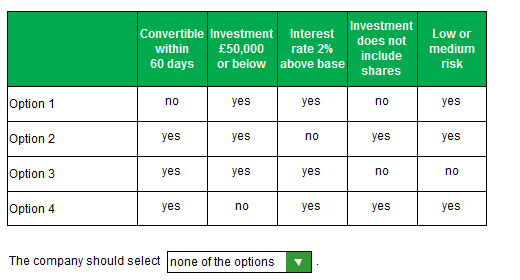 Convertible within 60 days
Investment £50,000 or below
Interest rate 2% above base
Investment does not include shares
Low or medium risk
Option 1 no yes yes no yes
Option 2 yes yes no yes yes
Option 3 yes yes yes no no
Option 4 yes no yes yes yes
The company should select none of the options .